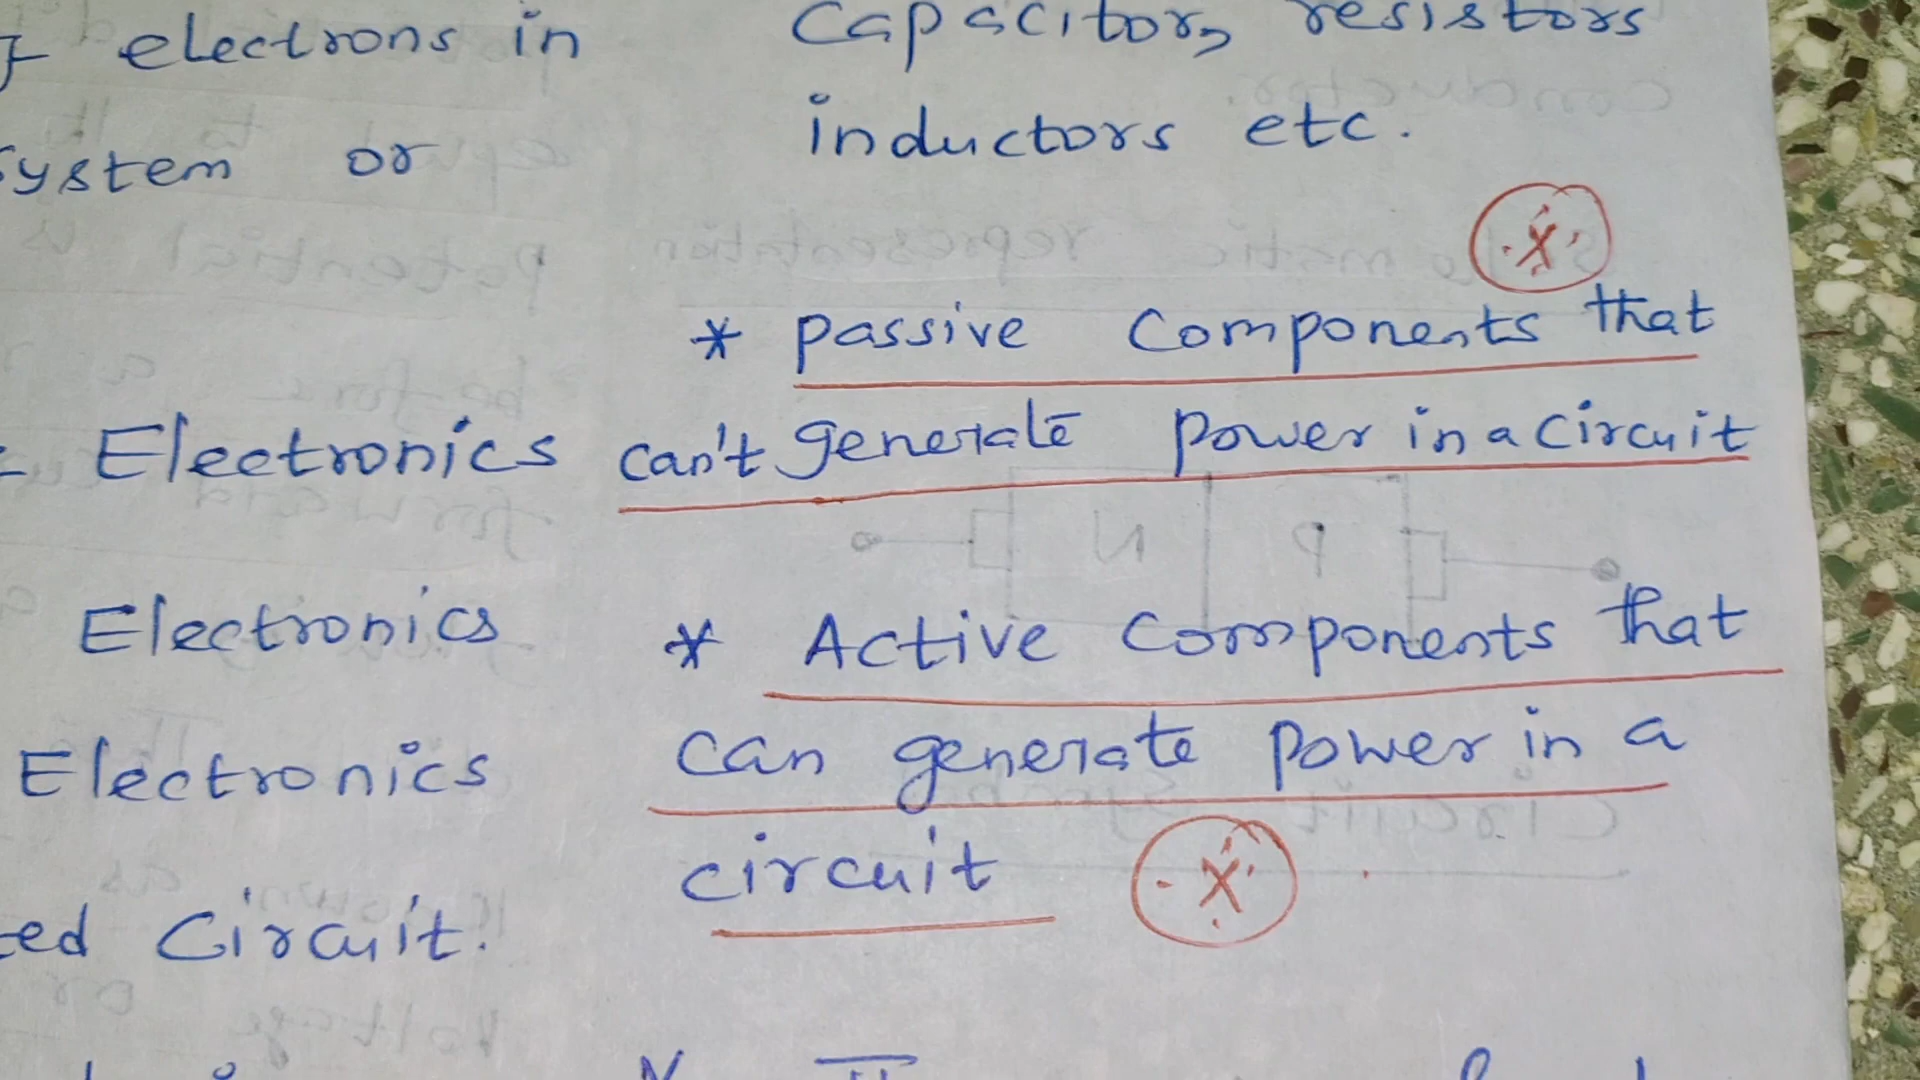 electrons in
system or
Electronics
Electronics
Electronics
ed Circuit.
Capacitor, resistors
inductors etc.
* passive Components that
can't generate power in a circuit
* Active Components that
can generate power in a
circuit